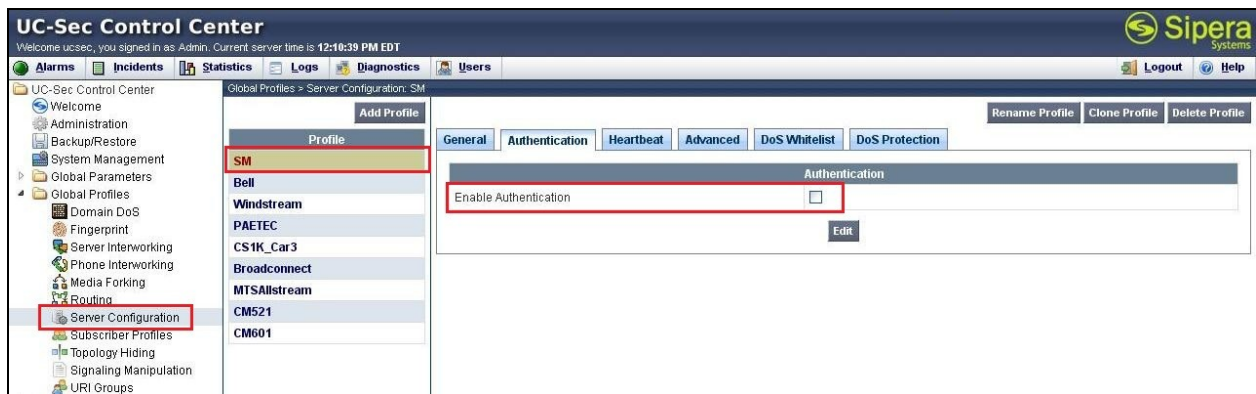 UC-Sec Control Center
Sipera
Systems
Welcome ucsec, you signed in as Admin. Current server time is 12:10:39 PM EDT
Alarms Incidents Statistics Logs Diagnostics Users Logout Help
UC-Sec Control Center
Welcome
Administration
Backup/Restore
System Management
Global Parameters
Global Profiles
Domain DoS
Fingerprint
Server Interworking
Phone Interworking
Media Forking
Routing
Server Configuration
Subscriber Profiles
Topology Hiding
Signaling Manipulation
URI Groups
Global Profiles > Server Configuration: SM
Add Profile
Profile
SM
Bell
Windstream
PAETEC
CS1K_Car3
Broadconnect
MTSAllstream
CM521
CM601
Rename Profile Clone Profile Delete Profile
General Authentication Heartbeat Advanced DoS Whitelist DoS Protection
Authentication
Enable Authentication
Edit